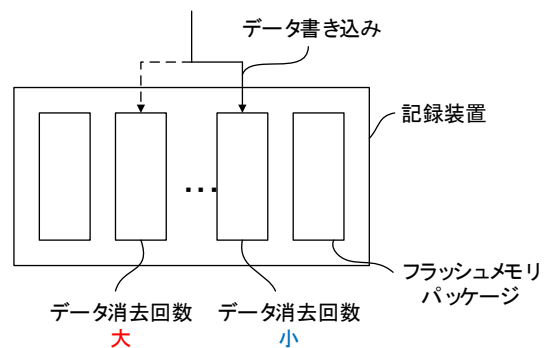 データ書き込み
記録装置
...
フラッシュメモリ
パッケージ
データ消去回数
大
データ消去回数
小